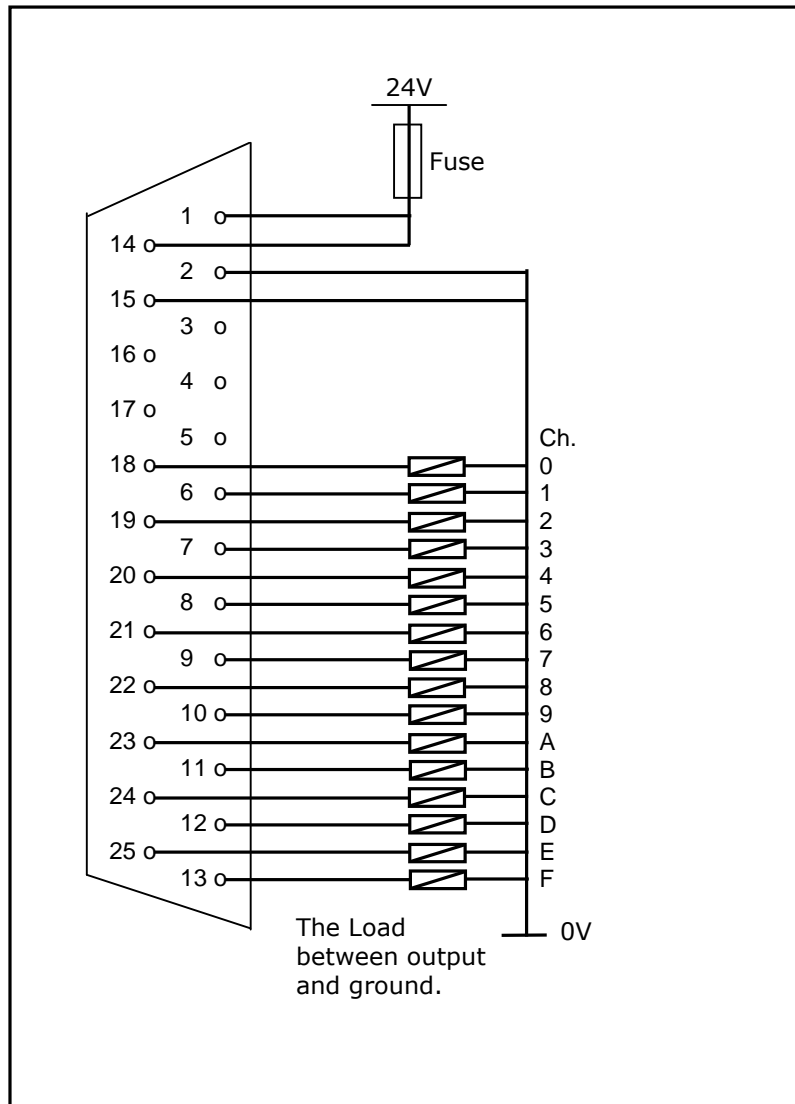 24V
Fuse
1
14
2
15
3
16
4
17
5
Ch.
18 0
6 1
19 2
7 3
20 4
8 5
21 6
9 7
22 8
10 9
23 A
11 B
24 C
12 D
25 E
13 F
The Load
between output
and ground.
0V